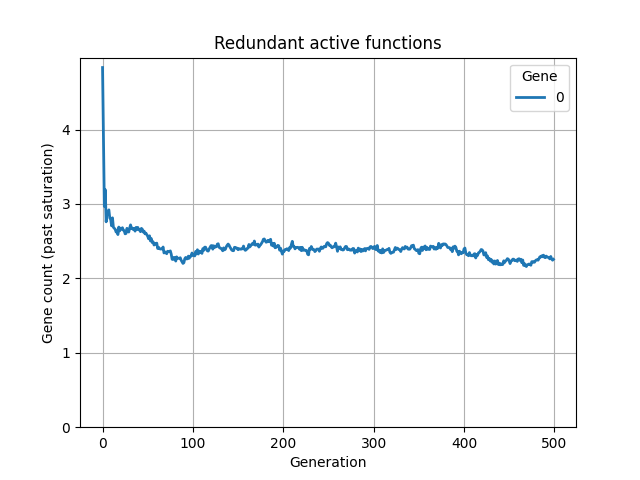 Redundant active functions
Gene
0
Gene count (past saturation)
4
3
2
1
0
0 100 200 300 400 500
Generation